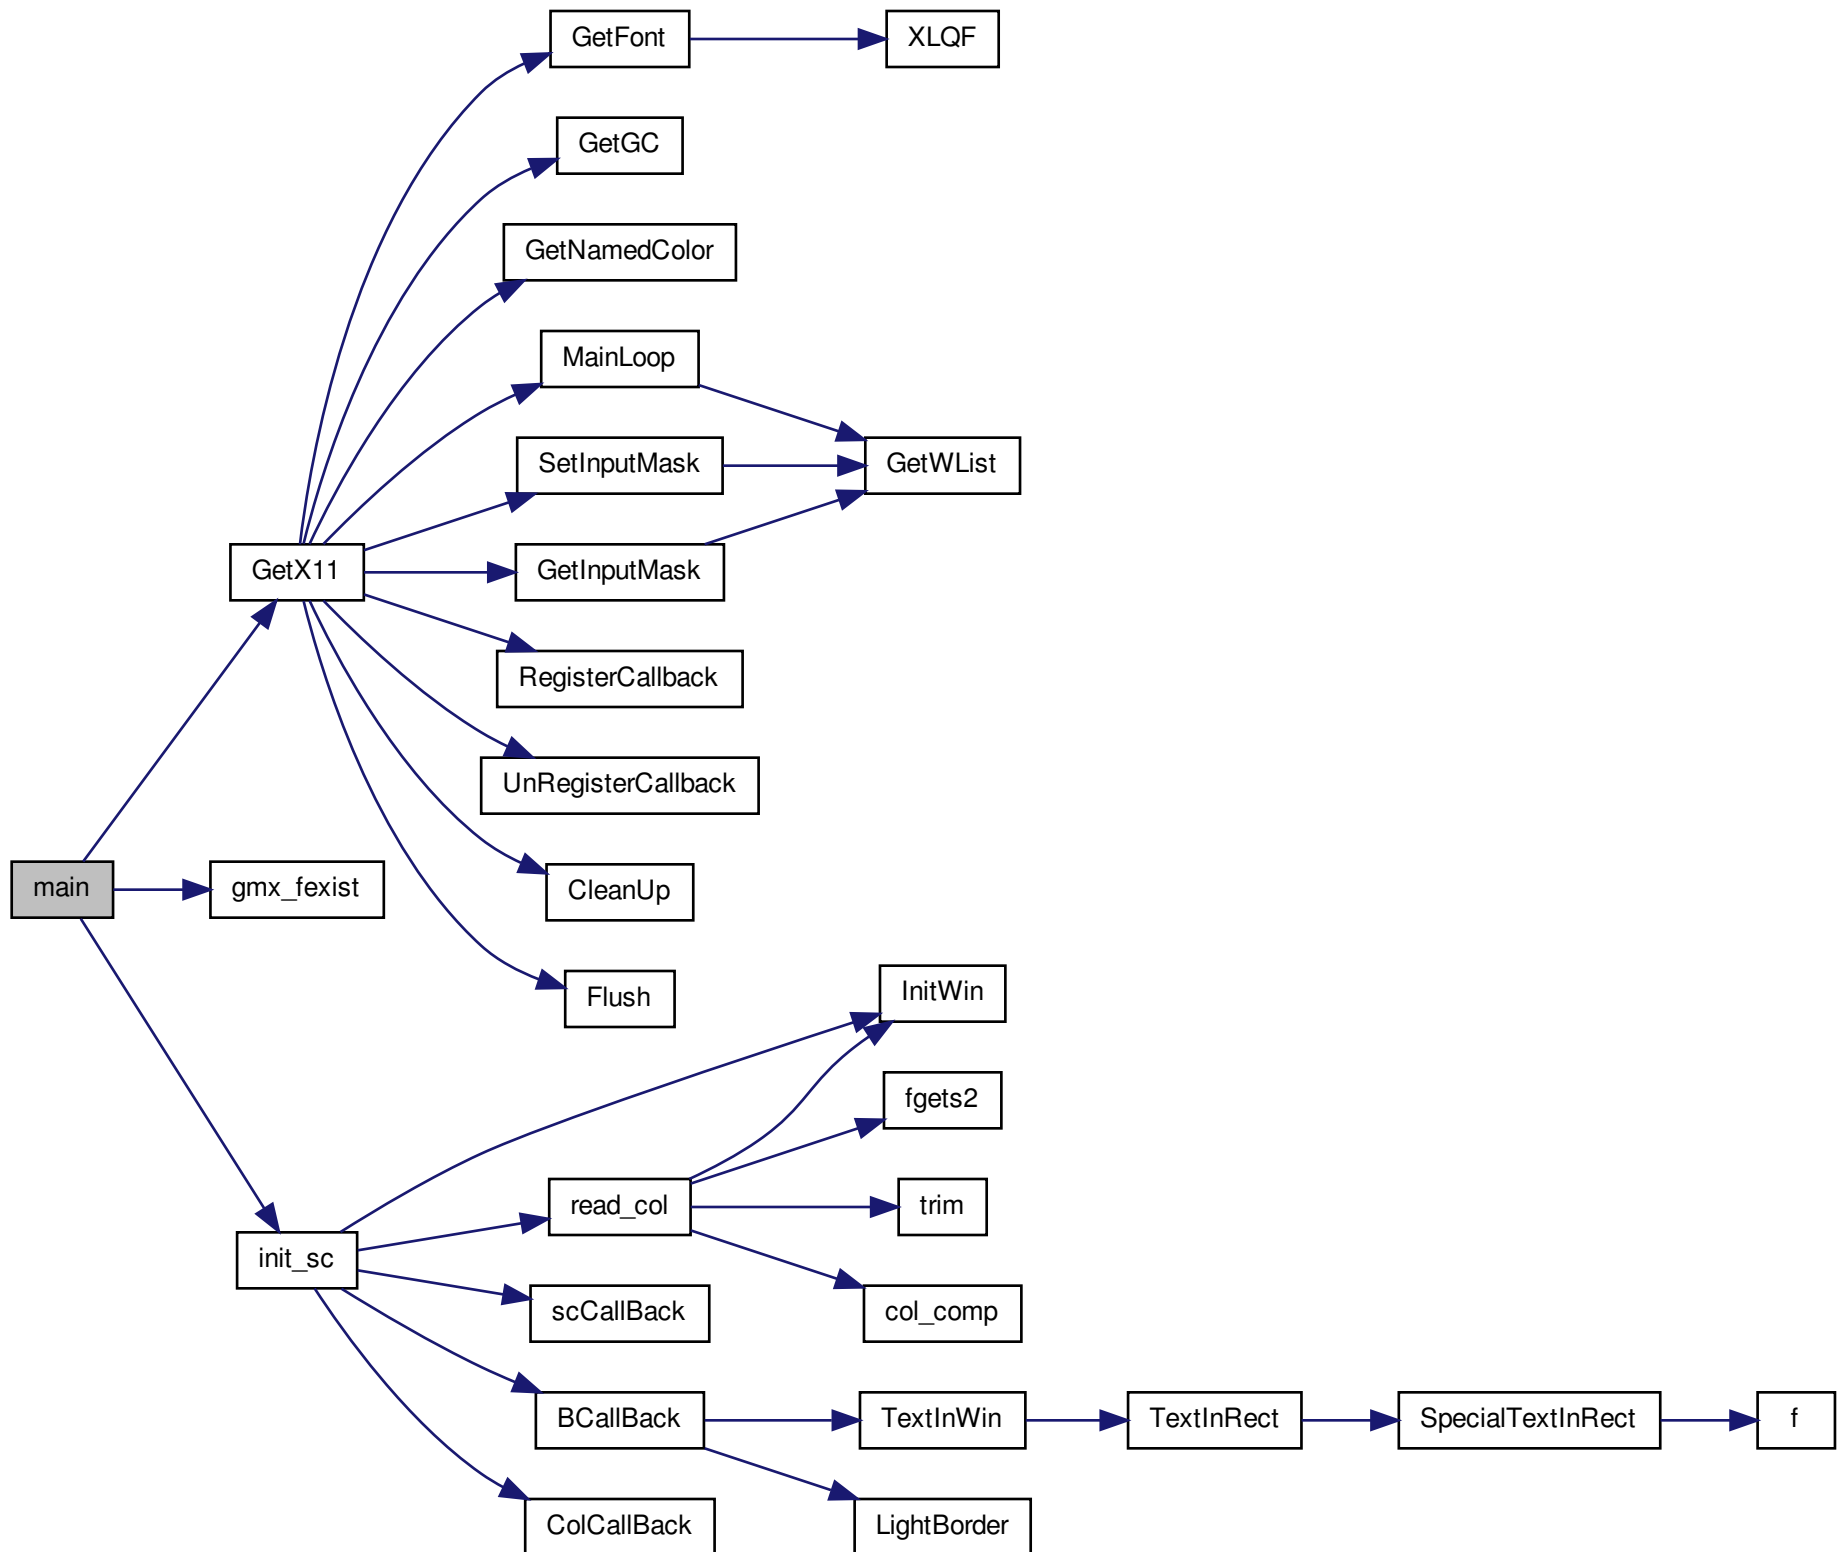 GetFont
XLQF
GetGC
GetNamedColor
MainLoop
SetInputMask
GetWList
GetX11
GetInputMask
RegisterCallback
UnRegisterCallback
main
gmx_fexist
CleanUp
Flush
InitWin
fgets2
read_col
trim
init_sc
scCallBack
col_comp
BCallBack
TextInWin
TextInRect
SpecialTextInRect
f
ColCallBack
LightBorder